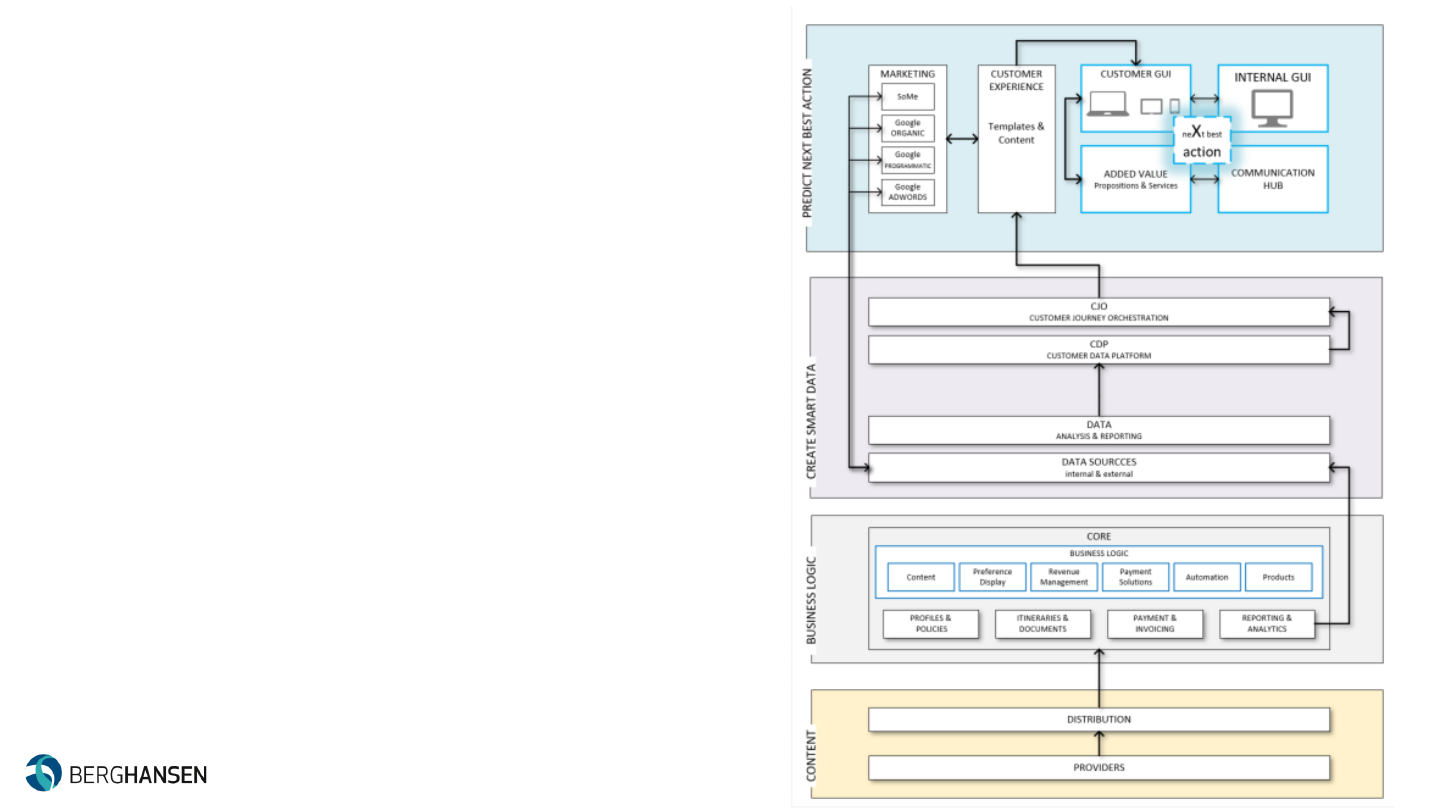 PREDICT NEXT BEST ACTION
MARKETING
SoMe
Google
ORGANIC
Google
PROGRAMMATIC
Google
ADWORDS
CUSTOMER
EXPERIENCE
Templates &
Content
CUSTOMER GUI
INTERNAL GUI
neXt best
action
ADDED VALUE
Propositions & Services
COMMUNICATION
HUB
CREATE SMART DATA
CJO
CUSTOMER JOURNEY ORCHESTRATION
CDP
CUSTOMER DATA PLATFORM
DATA
ANALYSIS & REPORTING
DATA SOURCCES
internal & external
BUSINESS LOGIC
CORE
BUSINESS LOGIC
Content
Preference
Display
Revenue
Management
Payment
Solutions
Automation
Products
PROFILES &
POLICIES
ITINERARIES &
DOCUMENTS
PAYMENT &
INVOICING
REPORTING &
ANALYTICS
CONTENT
DISTRIBUTION
PROVIDERS
BERGHANSEN